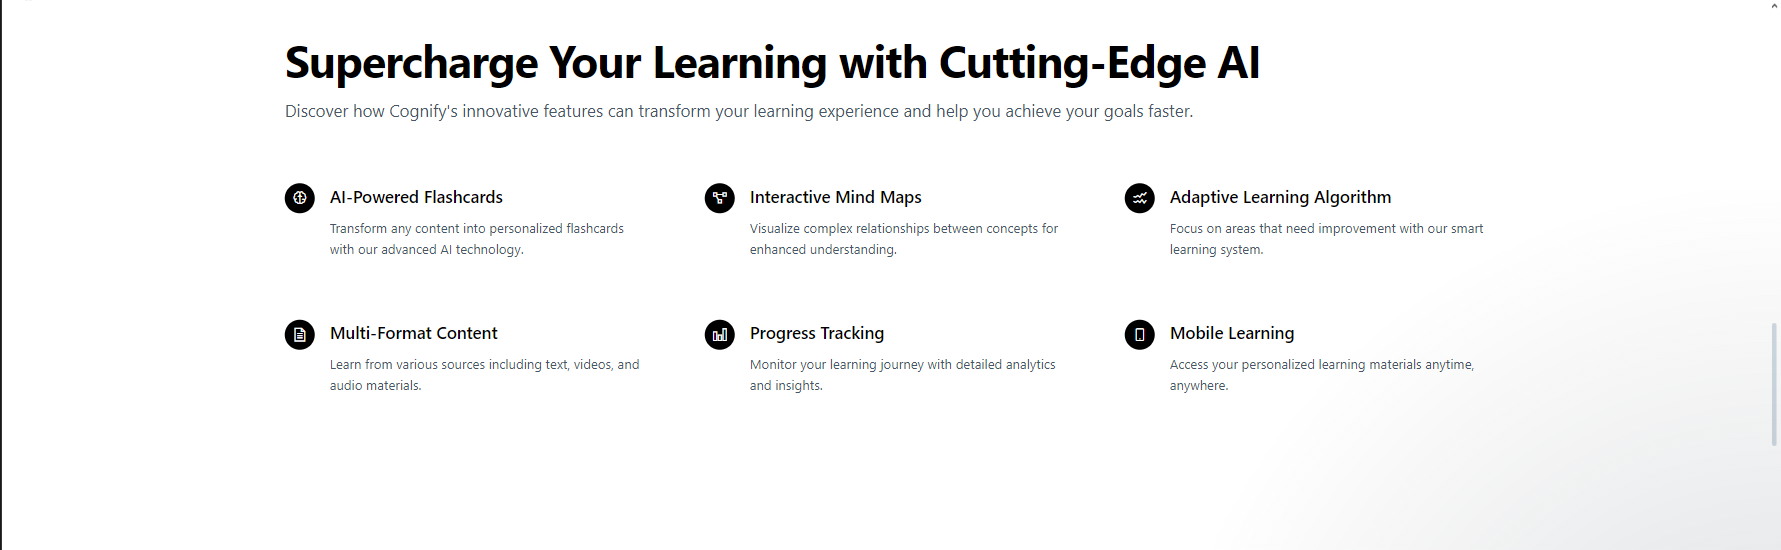 Supercharge Your Learning with Cutting-Edge AI
Discover how Cognify's innovative features can transform your learning experience and help you achieve your goals faster.
AI-Powered Flashcards
Transform any content into personalized flashcards
with our advanced AI technology.
Interactive Mind Maps
Visualize complex relationships between concepts for
enhanced understanding.
Adaptive Learning Algorithm
Focus on areas that need improvement with our smart
learning system.
Multi-Format Content
Learn from various sources including text, videos, and
audio materials.
Progress Tracking
Monitor your learning journey with detailed analytics
and insights.
Mobile Learning
Access your personalized learning materials anytime,
anywhere.